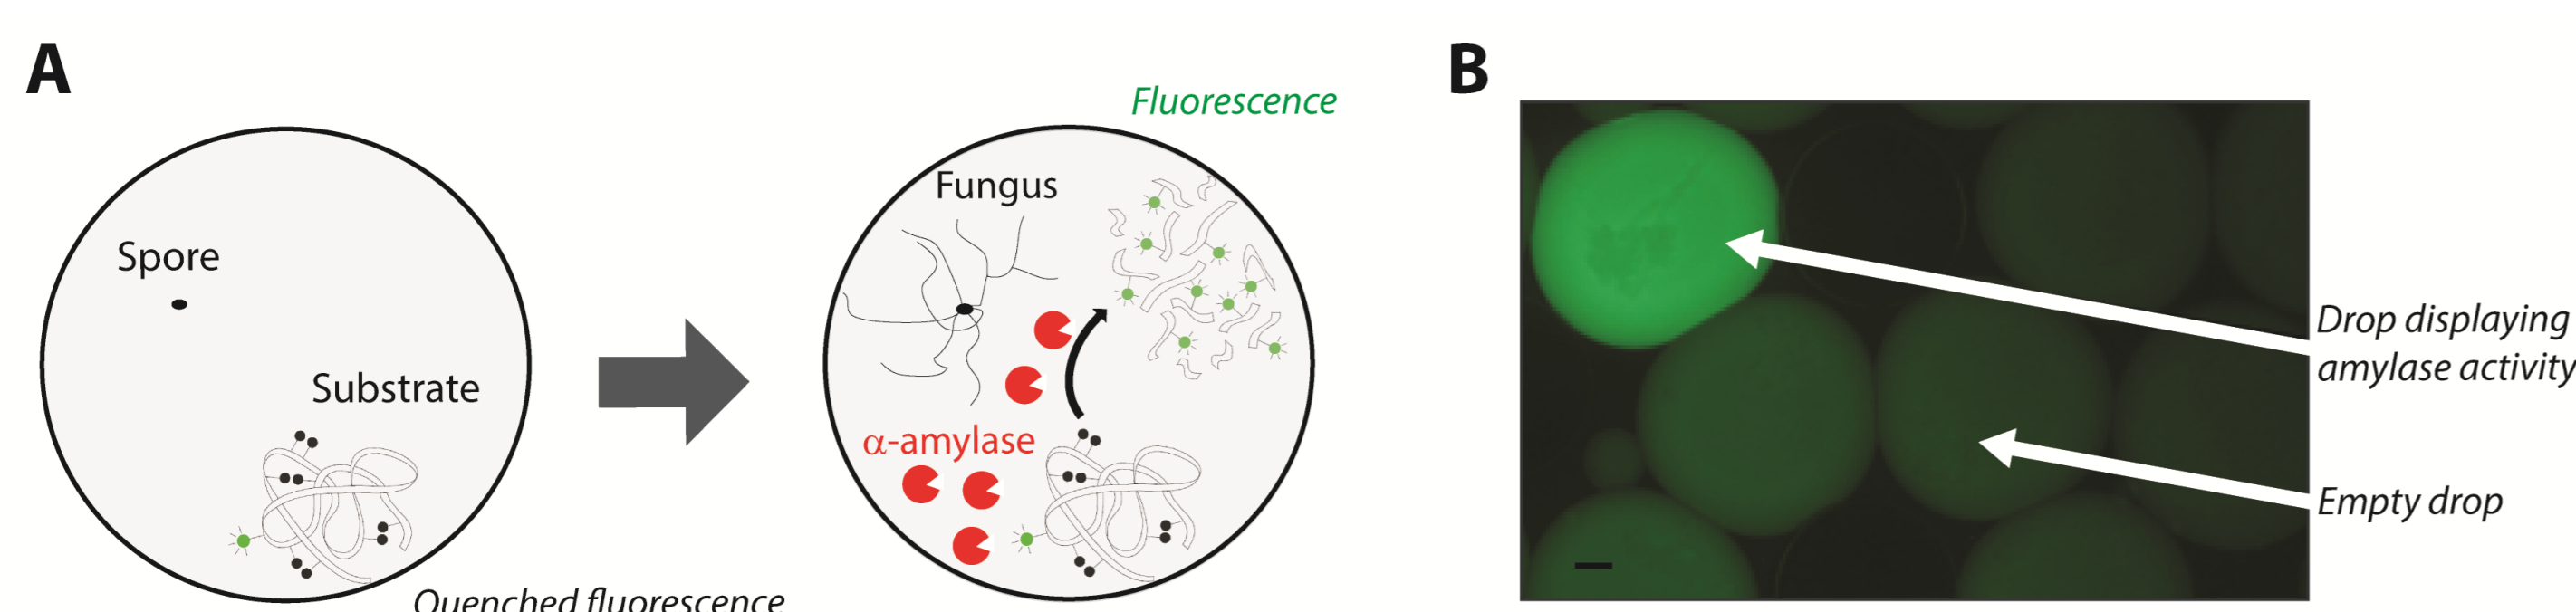 A
Spore
Substrate
Quenched fluorescence
Fluorescence
Fungus
α-amylase
B
Drop displaying
amylase activity
Empty drop